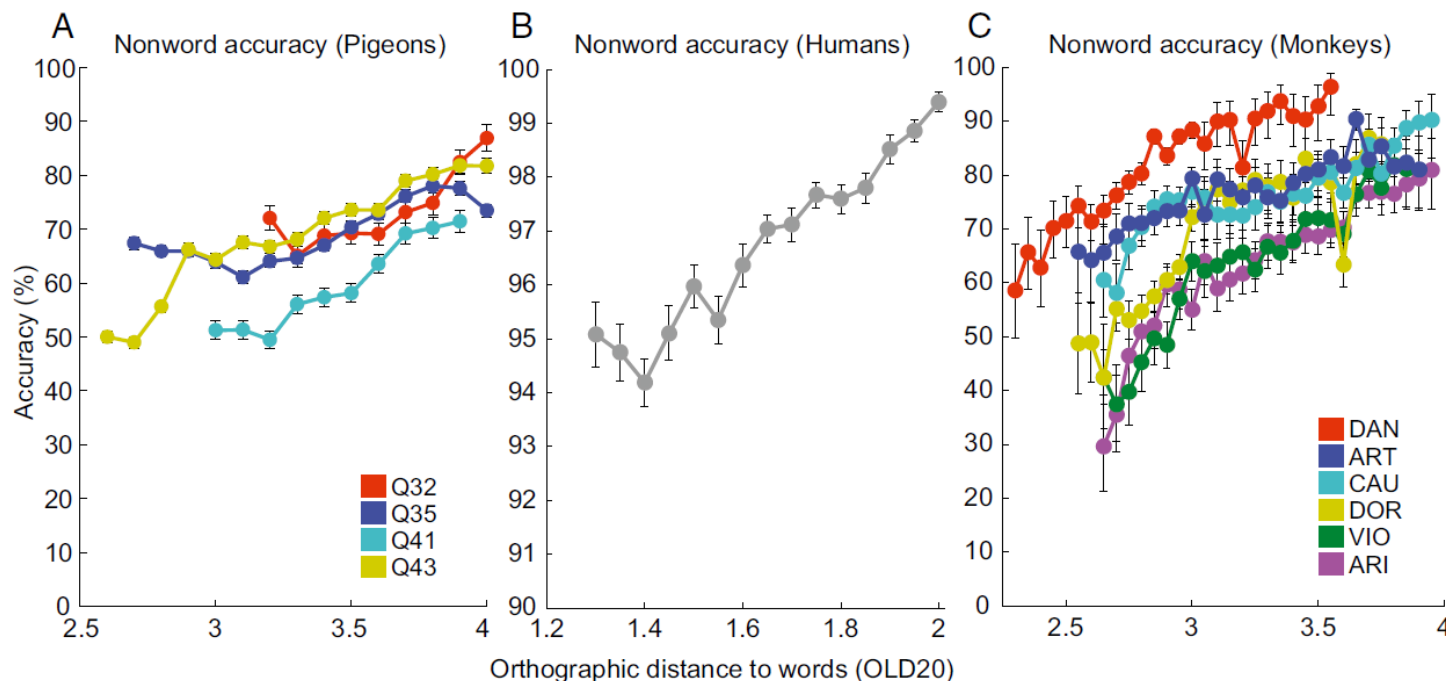 A
Nonword accuracy (Pigeons)
B
Nonword accuracy (Humans)
C
Nonword accuracy (Monkeys)
Accuracy (%)
100
90
80
70
60
50
40
30
20
10
0
2.5 3 3.5 4
Q32
Q35
Q41
Q43
100
99
98
97
96
95
94
93
92
91
90
1.2 1.4 1.6 1.8 2
100
90
80
70
60
50
40
30
20
10
0
2.5 3 3.5 4
DAN
ART
CAU
DOR
VIO
ARI
Orthographic distance to words (OLD20)